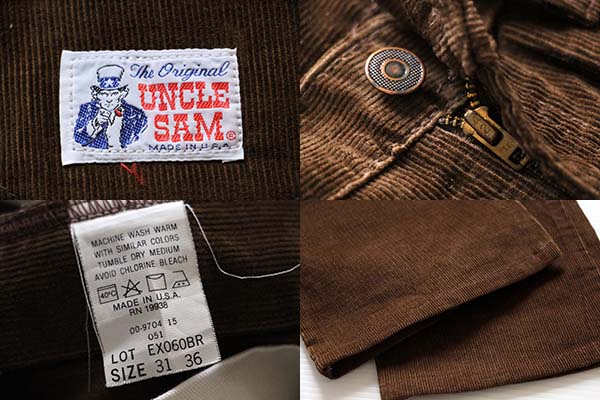 The Original
UNCLE
SAM®
MADE IN U.S.A.
MACHINE WASH WARM
WITH SIMILAR COLORS
TUMBLE DRY MEDIUM
AVOID CHLORINE BLEACH
40°C
MADE IN U.S.A.
RN 19938
00-9704 15
051
LOT EX060BR
SIZE 31 36